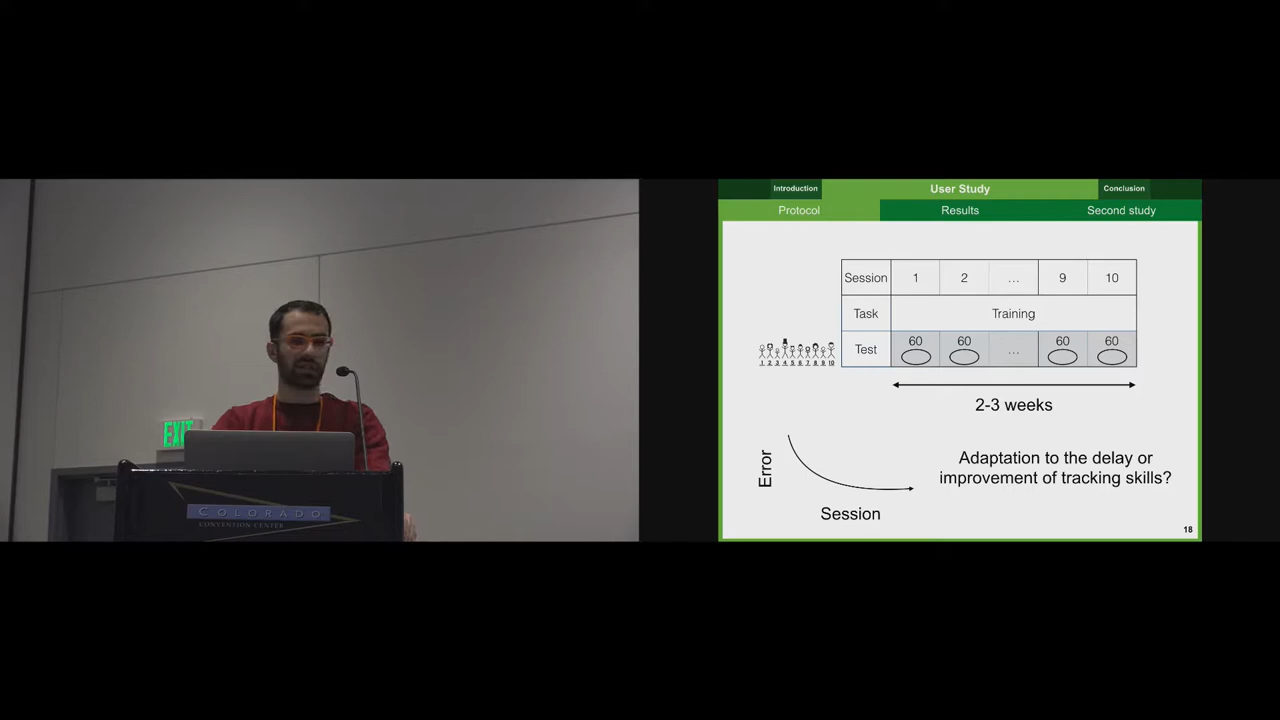 EXIT
COLORADO
CONVENTION CENTER
Introduction
User Study
Conclusion
Protocol
Results
Second study
Session 1 2 ... 9 10
Task Training
Test 60 60 ... 60 60
1 2 3 4 5 6 7 8 9 10
2-3 weeks
Error
Session
Adaptation to the delay or
improvement of tracking skills?
18